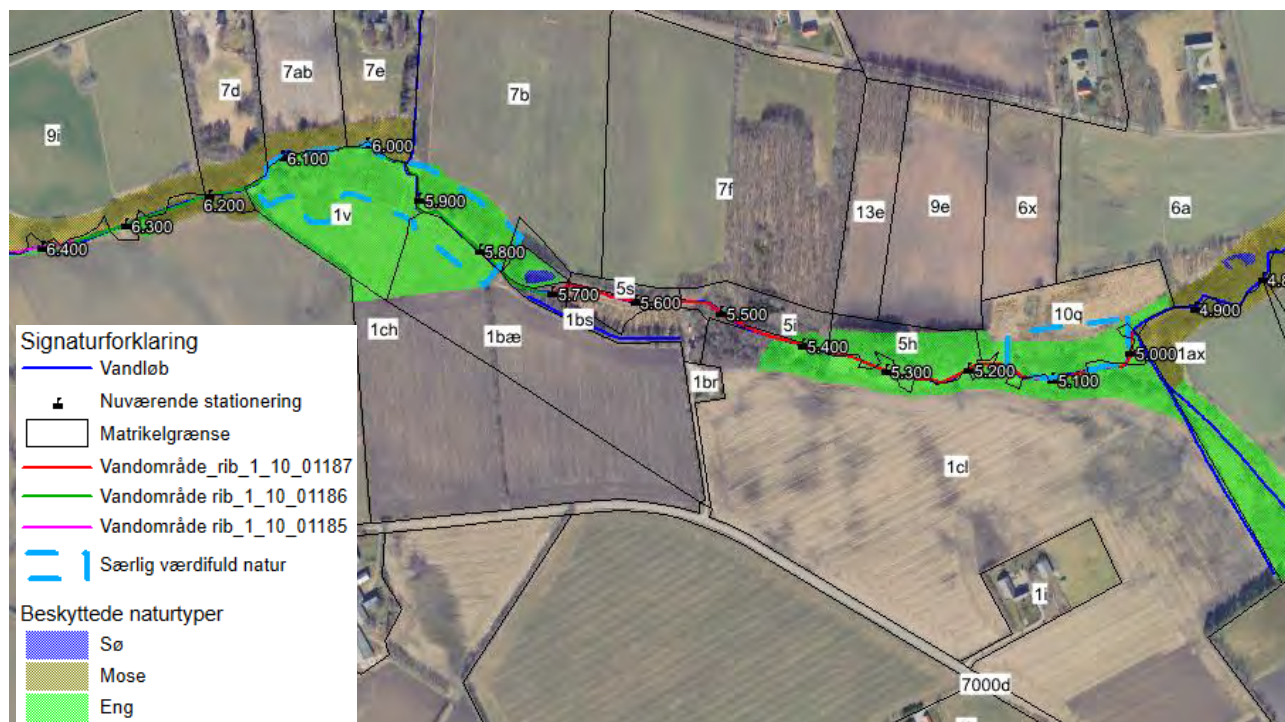 7ab
7e
7d
7b
9i
6.100
6.000
7f
13e
9e
6x
6a
6.200
1v
5.900
6.300
6.400
5.800
4.8
5.700
5s
5.600
4.900
1bs
5.500
5i
10q
1ch
1bæ
5.400
5h
5.000
1ax
5.300
5.200
5.100
1br
1cl
1i
7000d
Signaturforklaring
Vandløb
Nuværende stationering
Matrikelgrænse
Vandområde_rib_1_10_01187
Vandområde rib_1_10_01186
Vandområde rib_1_10_01185
Særlig værdifuld natur
Beskyttede naturtyper
Sø
Mose
Eng